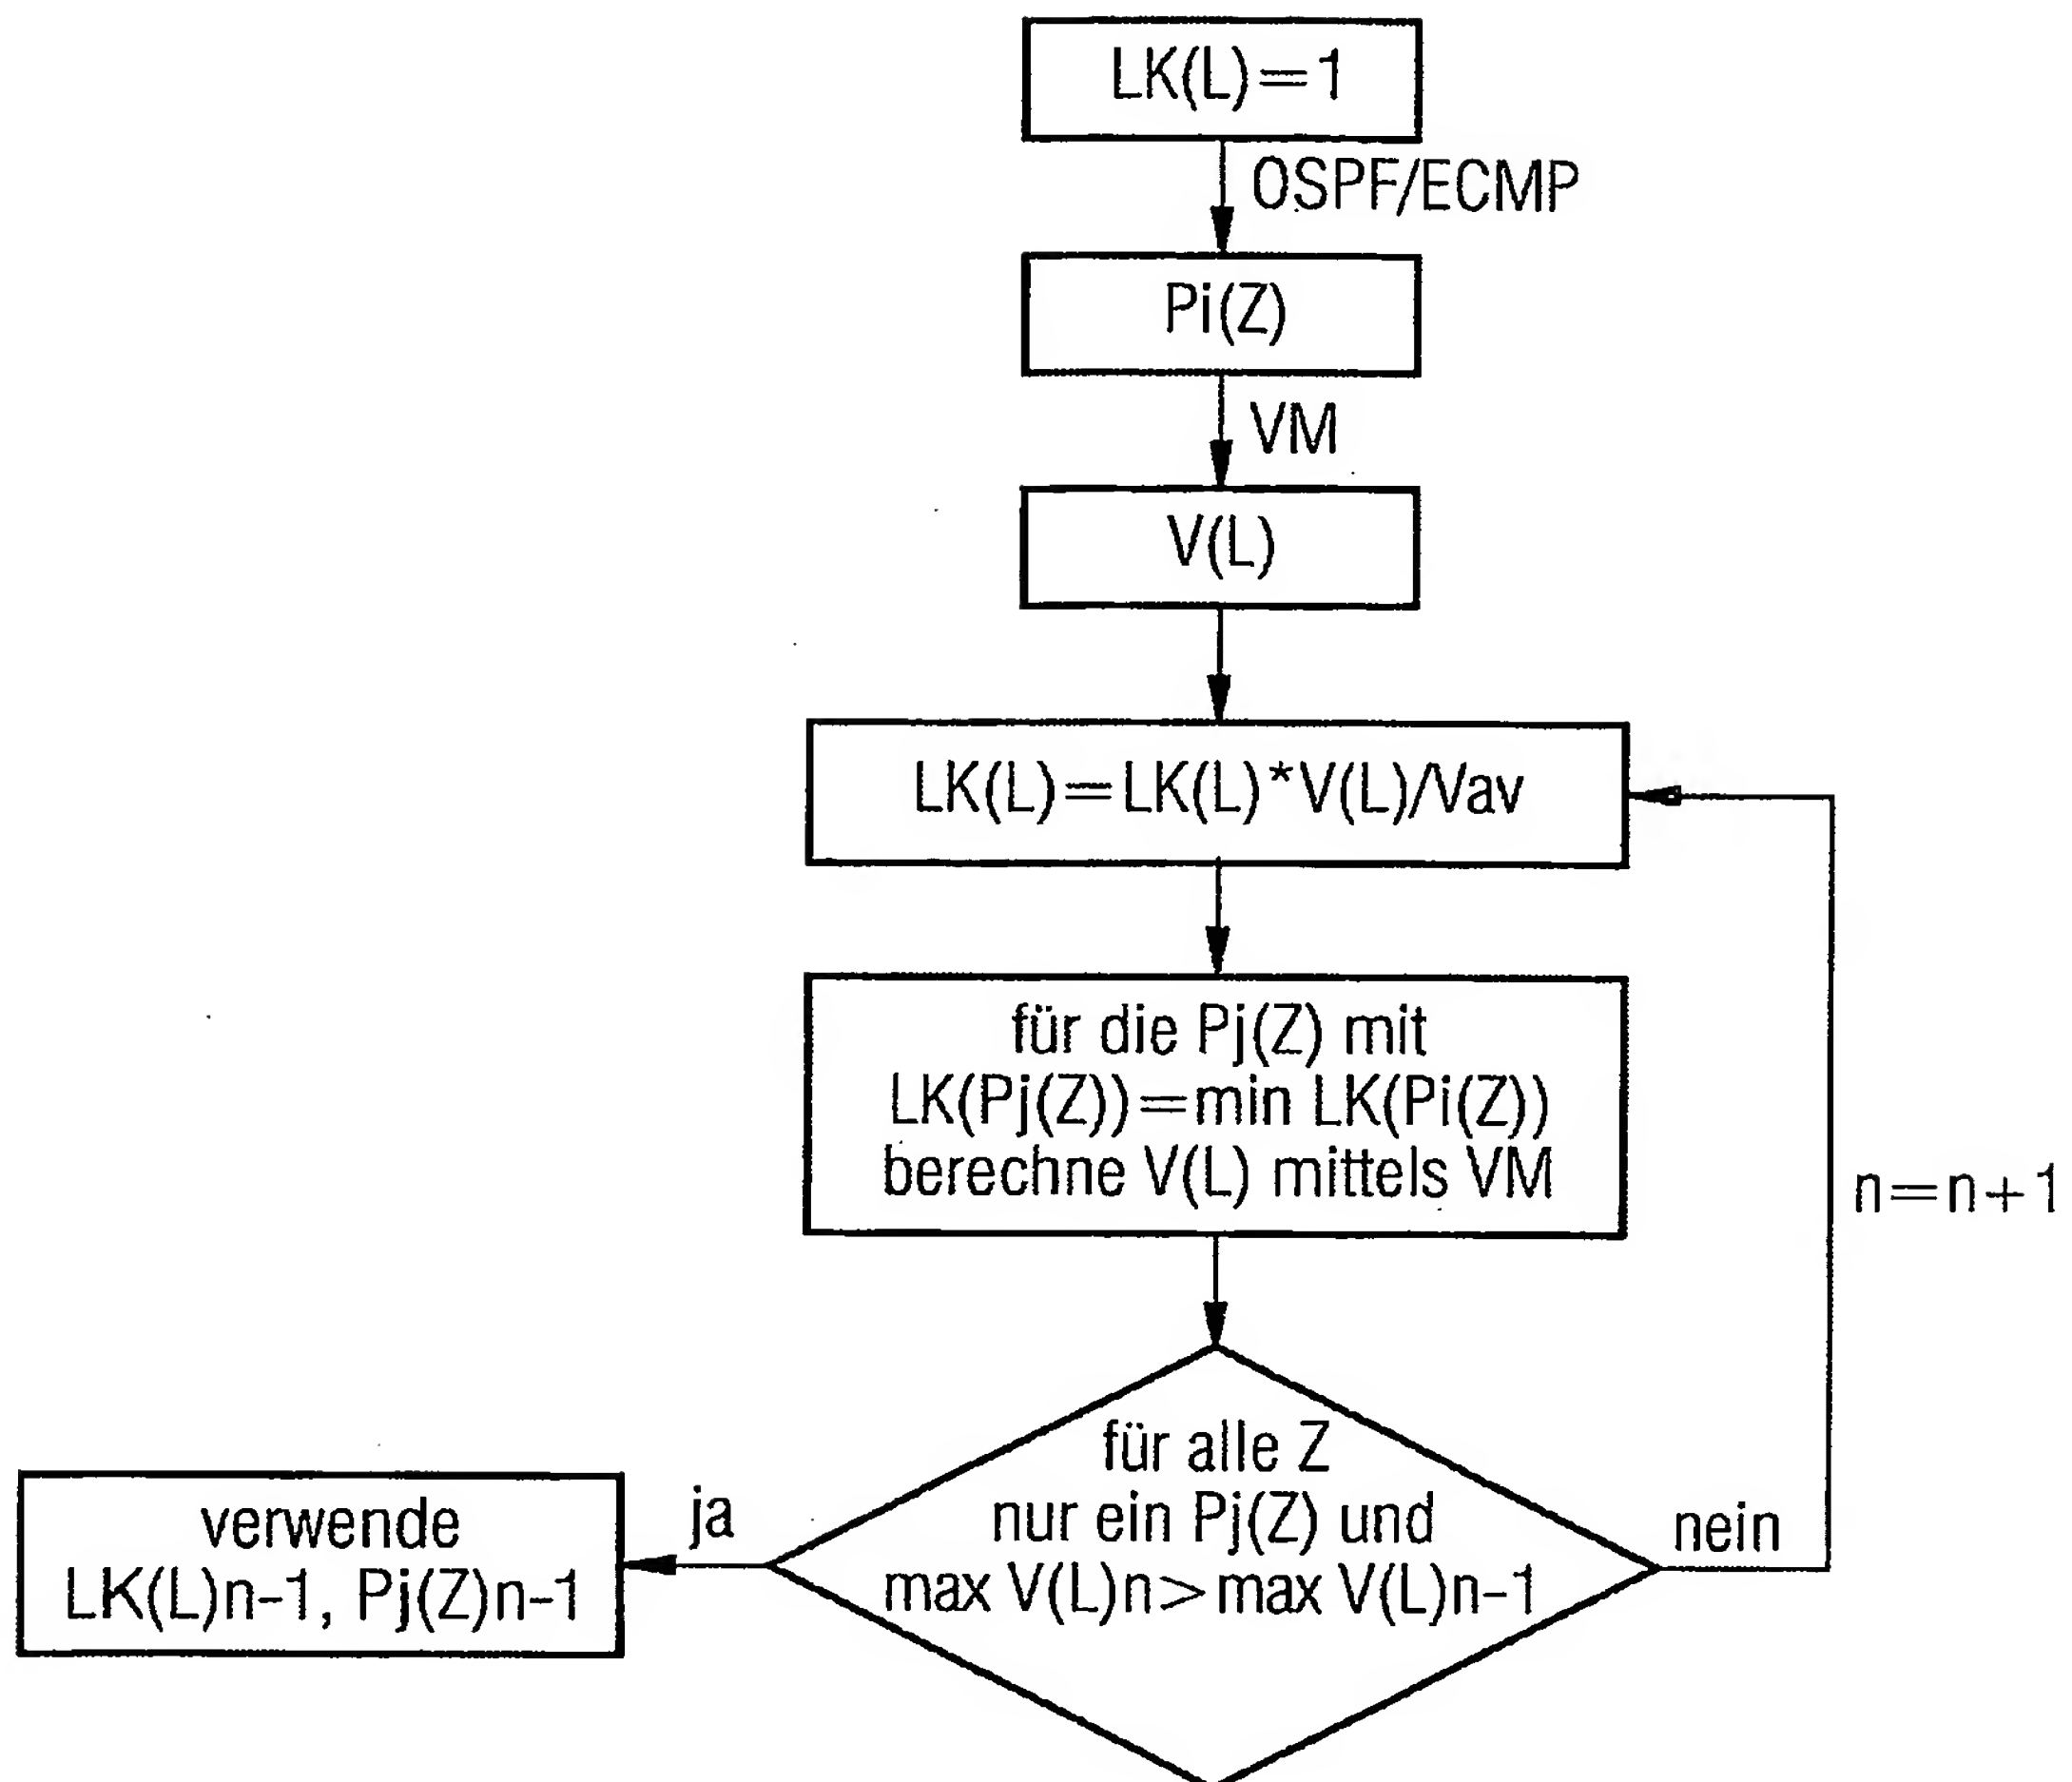 LK(L)=1
OSPF/ECMP
Pi(Z)
VM
V(L)
LK(L)=LK(L)*V(L)/Vav
für die Pj(Z) mit
LK(Pj(Z))=min LK(Pi(Z))
berechne V(L) mittels VM
n=n+1
für alle Z
nur ein Pj(Z) und
max V(L)n>max V(L)n-1
nein
ja
verwende
LK(L)n-1, Pj(Z)n-1